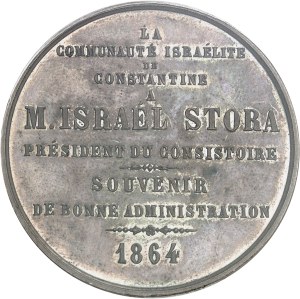 LA
COMMUNAUTÉ ISRAÉLITE
DE
CONSTANTINE
A
M. ISRAËL STORA
PRÉSIDENT DU CONSISTOIRE
SOUVENIR
DE BONNE ADMINISTRATION
1864